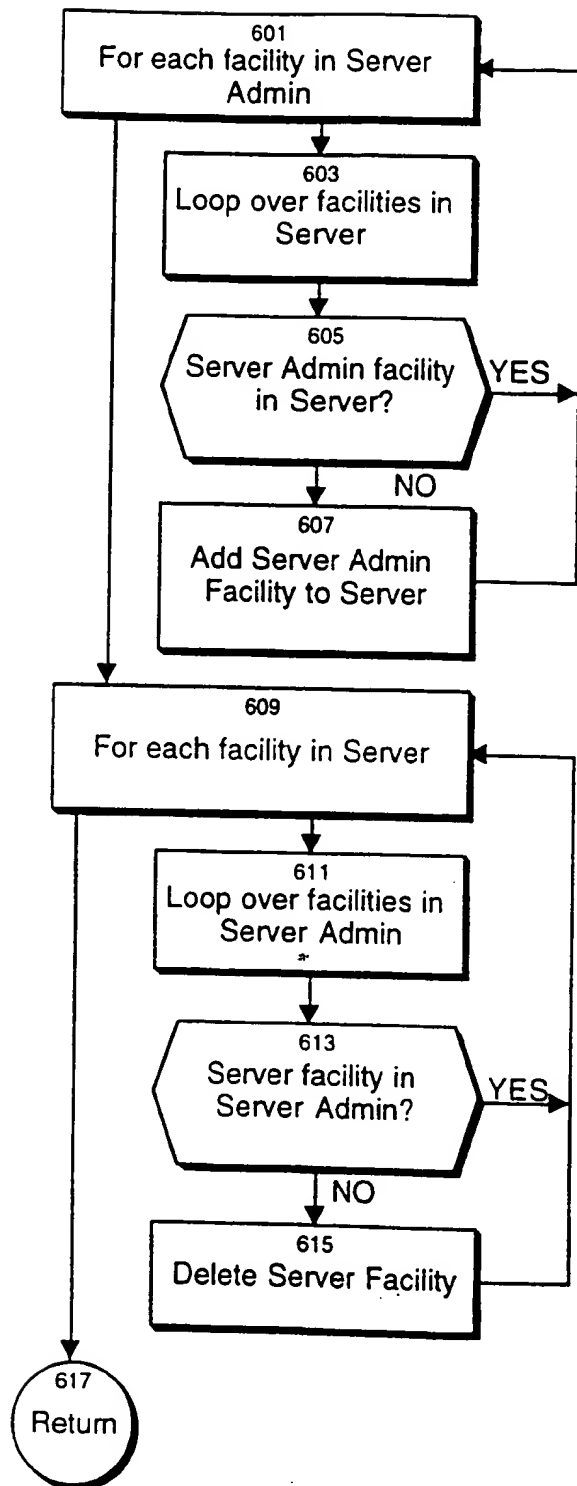 601
For each facility in Server
Admin
603
Loop over facilities in
Server
605
Server Admin facility
in Server?
YES
NO
607
Add Server Admin
Facility to Server
609
For each facility in Server
611
Loop over facilities in
Server Admin
613
Server facility in
Server Admin?
YES
NO
615
Delete Server Facility
617
Return